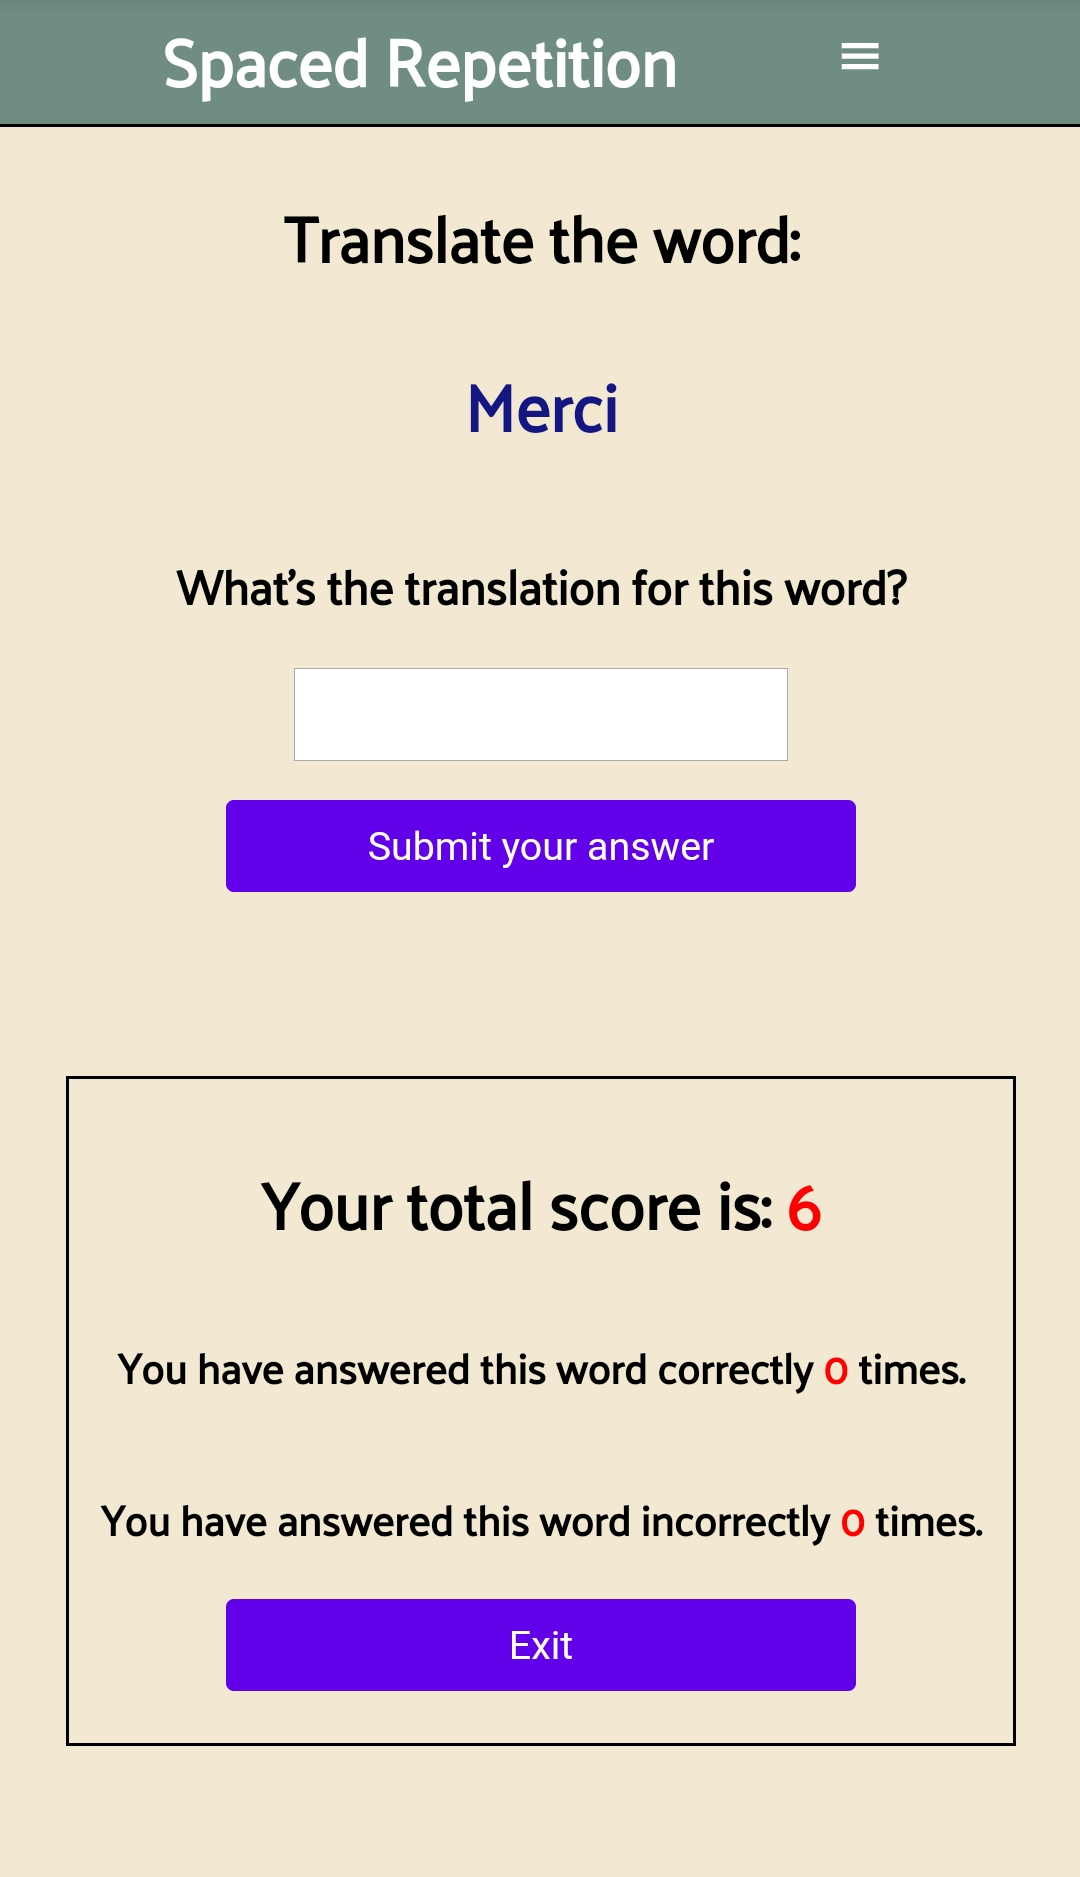 Spaced Repetition
Translate the word:
Merci
What's the translation for this word?
Submit your answer
Your total score is: 6
You have answered this word correctly 0 times.
You have answered this word incorrectly 0 times.
Exit